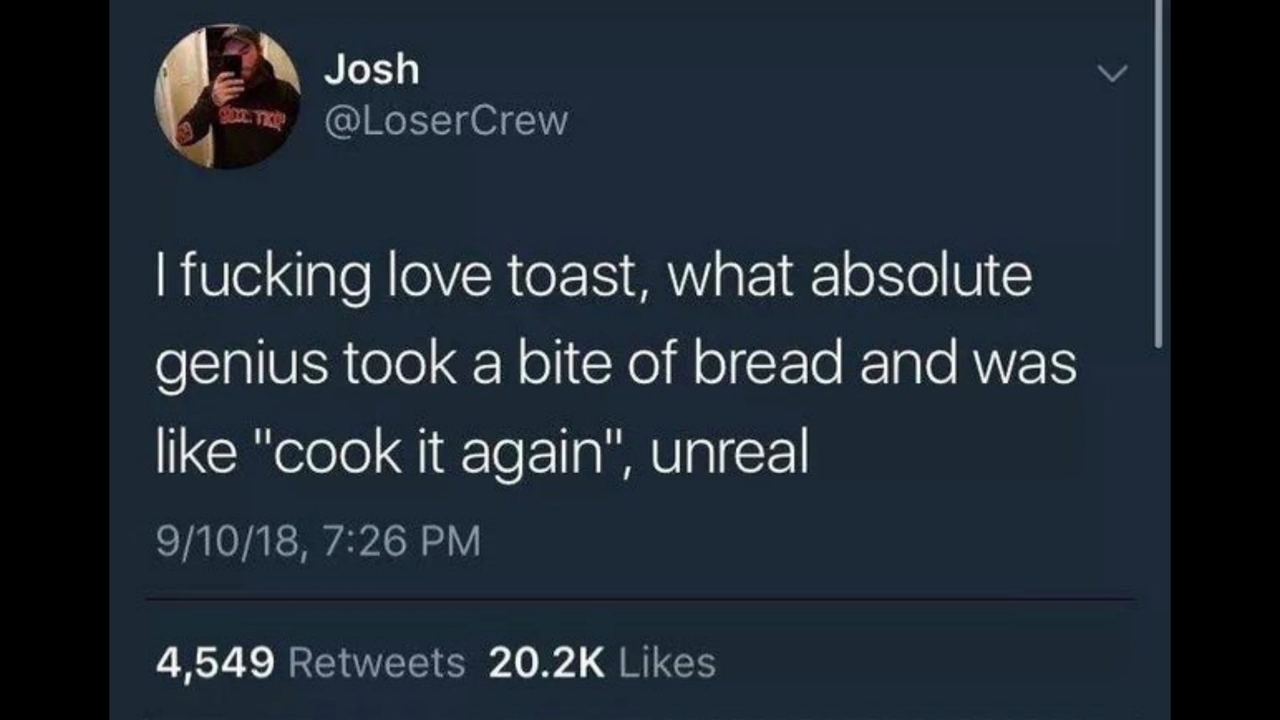 Josh
@LoserCrew
I fucking love toast, what absolute
genius took a bite of bread and was
like "cook it again", unreal
9/10/18, 7:26 PM
4,549 Retweets 20.2K Likes